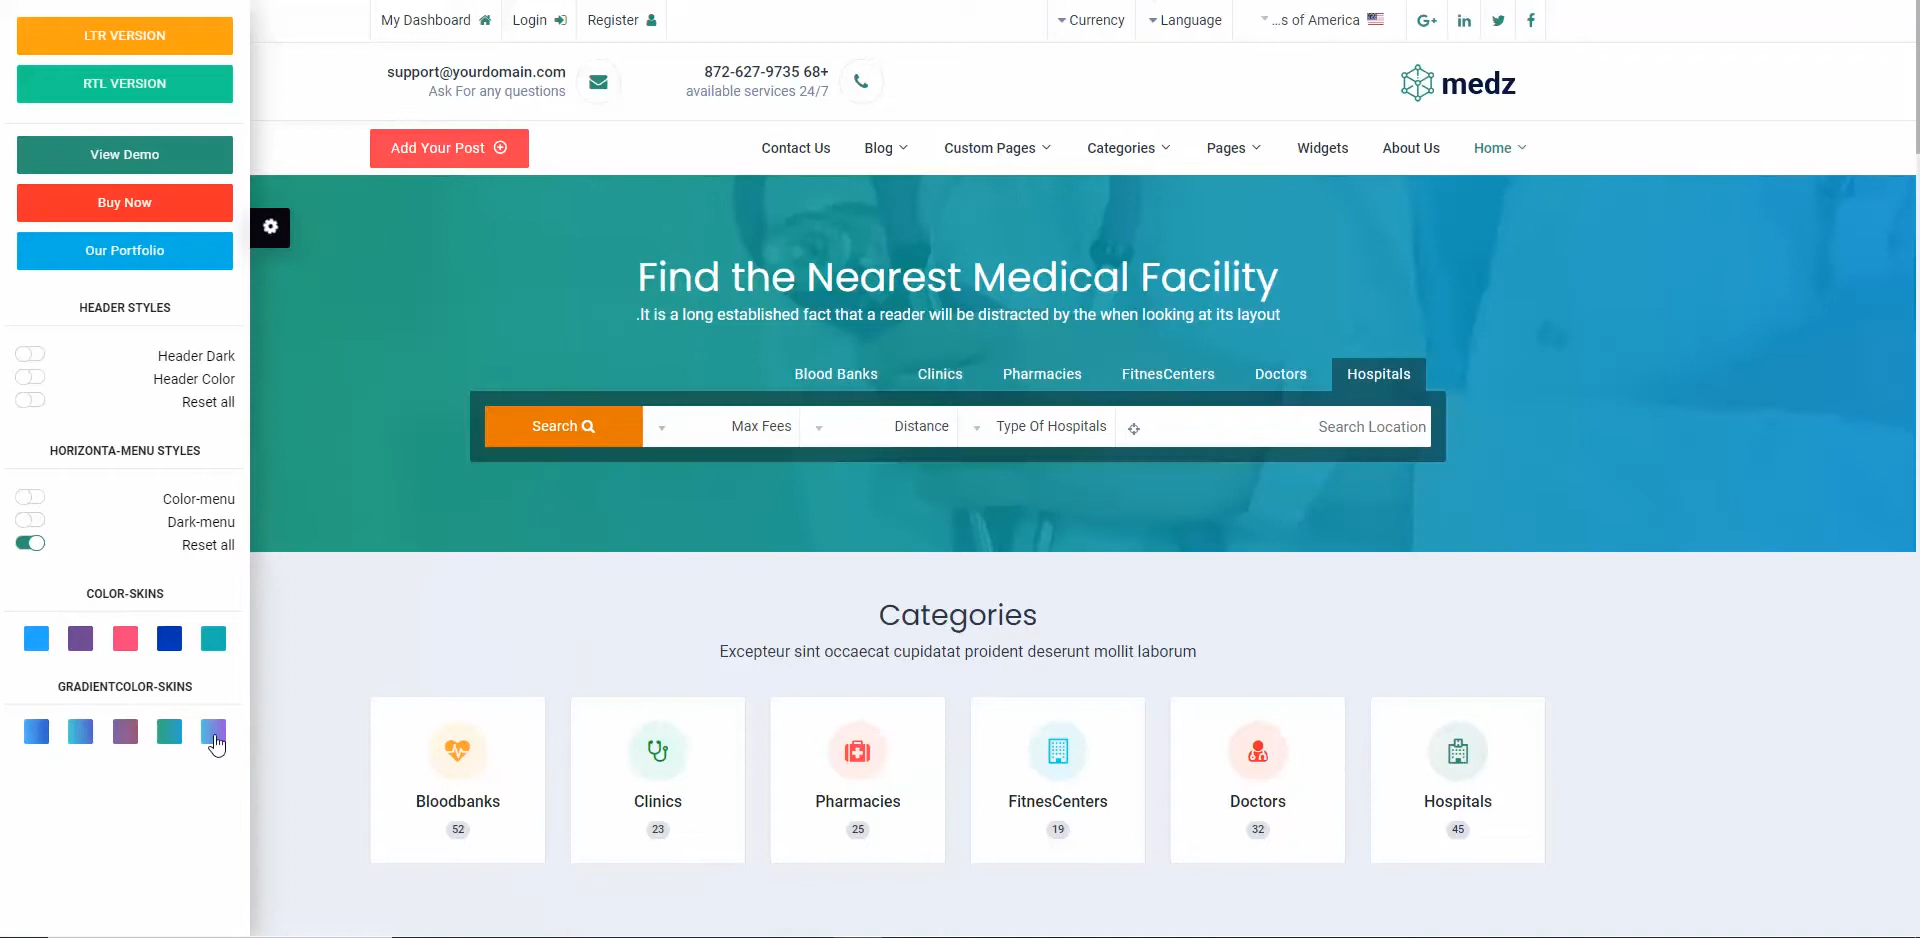 LTR VERSION
RTL VERSION
View Demo
Buy Now
Our Portfolio
HEADER STYLES
Header Dark
Header Color
Reset all
HORIZONTA-MENU STYLES
Color-menu
Dark-menu
Reset all
COLOR-SKINS
GRADIENTCOLOR-SKINS
My Dashboard Login Register Currency Language ...s of America G+ in f
support@yourdomain.com 872-627-9735 68+
Ask For any questions available services 24/7
medz
Add Your Post Contact Us Blog Custom Pages Categories Pages Widgets About Us Home
Find the Nearest Medical Facility
.It is a long established fact that a reader will be distracted by the when looking at its layout
Blood Banks Clinics Pharmacies FitnesCenters Doctors Hospitals
Search Max Fees Distance Type Of Hospitals Search Location
Categories
Excepteur sint occaecat cupidatat proident deserunt mollit laborum
Bloodbanks Clinics Pharmacies FitnesCenters Doctors Hospitals
52 23 25 19 32 45